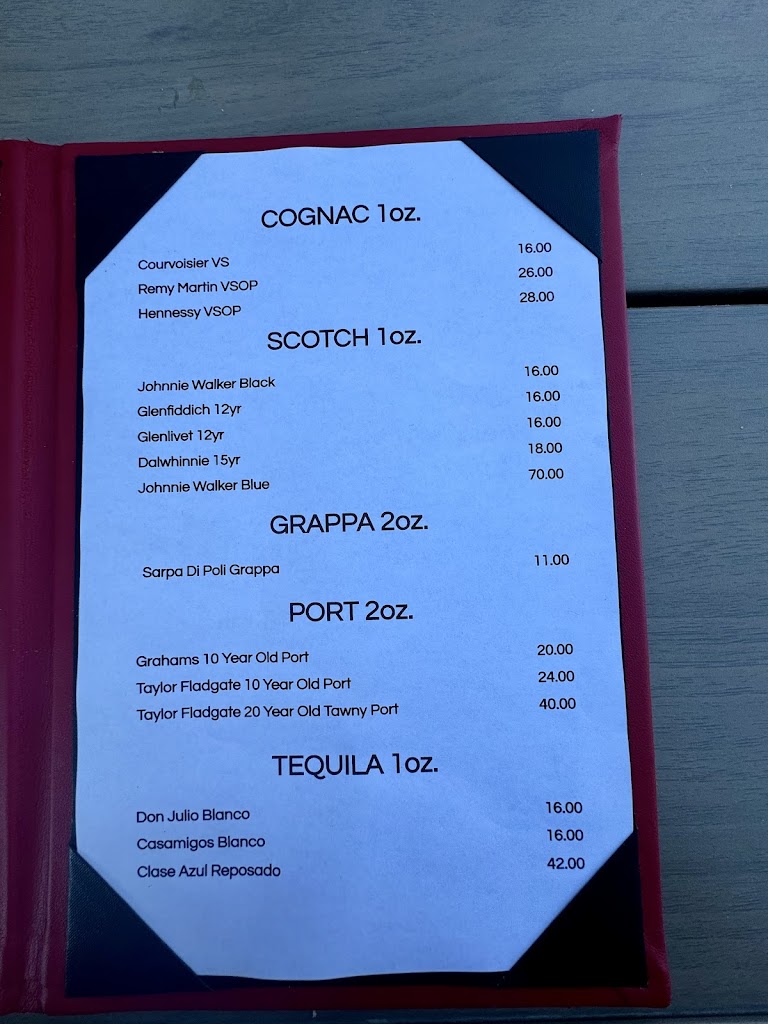 COGNAC 1oz.
Courvoisier VS 16.00
Remy Martin VSOP 26.00
Hennessy VSOP 28.00
SCOTCH 1oz.
Johnnie Walker Black 16.00
Glenfiddich 12yr 16.00
Glenlivet 12yr 16.00
Dalwhinnie 15yr 18.00
Johnnie Walker Blue 70.00
GRAPPA 2oz.
Sarpa Di Poli Grappa 11.00
PORT 2oz.
Grahams 10 Year Old Port 20.00
Taylor Fladgate 10 Year Old Port 24.00
Taylor Fladgate 20 Year Old Tawny Port 40.00
TEQUILA 1oz.
Don Julio Blanco 16.00
Casamigos Blanco 16.00
Clase Azul Reposado 42.00